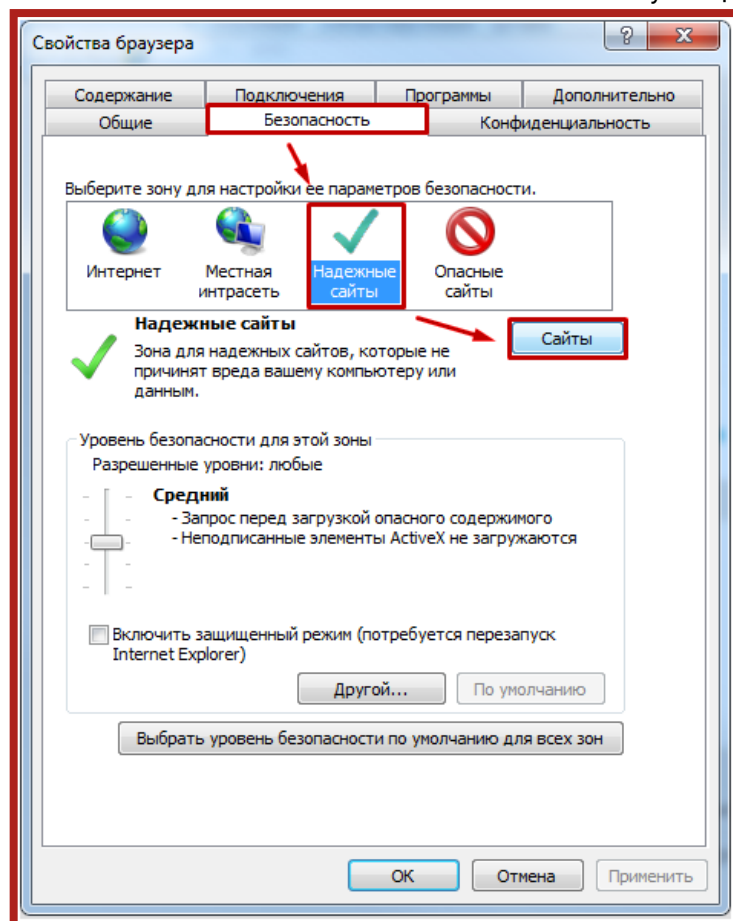 Свойства браузера
Содержание Подключения Программы Дополнительно
Общие Безопасность Конфиденциальность
Выберите зону для настройки ее параметров безопасности.
Интернет Местная интрасеть Надежные сайты Опасные сайты
Надежные сайты
Сайты
Зона для надежных сайтов, которые не
причинят вреда вашему компьютеру или
данным.
Уровень безопасности для этой зоны
Разрешенные уровни: любые
Средний
- Запрос перед загрузкой опасного содержимого
- Неподписанные элементы ActiveX не загружаются
Включить защищенный режим (потребуется перезапуск
Internet Explorer)
Другой... По умолчанию
Выбрать уровень безопасности по умолчанию для всех зон
ОК Отмена Применить